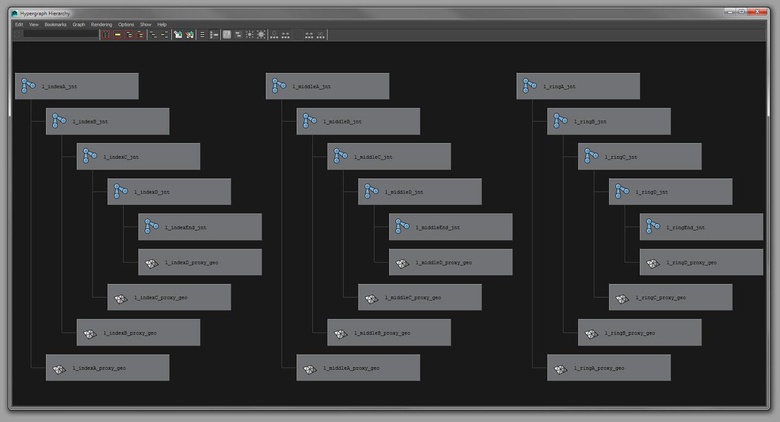 Hypergraph Hierarchy
Edit View Bookmarks Graph Rendering Options Show Help
l_indexA_jnt
l_indexB_jnt
l_indexC_jnt
l_indexD_jnt
l_indexEnd_jnt
l_indexD_proxy_geo
l_indexC_proxy_geo
l_indexB_proxy_geo
l_indexA_proxy_geo
l_middleA_jnt
l_middleB_jnt
l_middleC_jnt
l_middleD_jnt
l_middleEnd_jnt
l_middleD_proxy_geo
l_middleC_proxy_geo
l_middleB_proxy_geo
l_middleA_proxy_geo
l_ringA_jnt
l_ringB_jnt
l_ringC_jnt
l_ringD_jnt
l_ringEnd_jnt
l_ringD_proxy_geo
l_ringC_proxy_geo
l_ringB_proxy_geo
l_ringA_proxy_geo